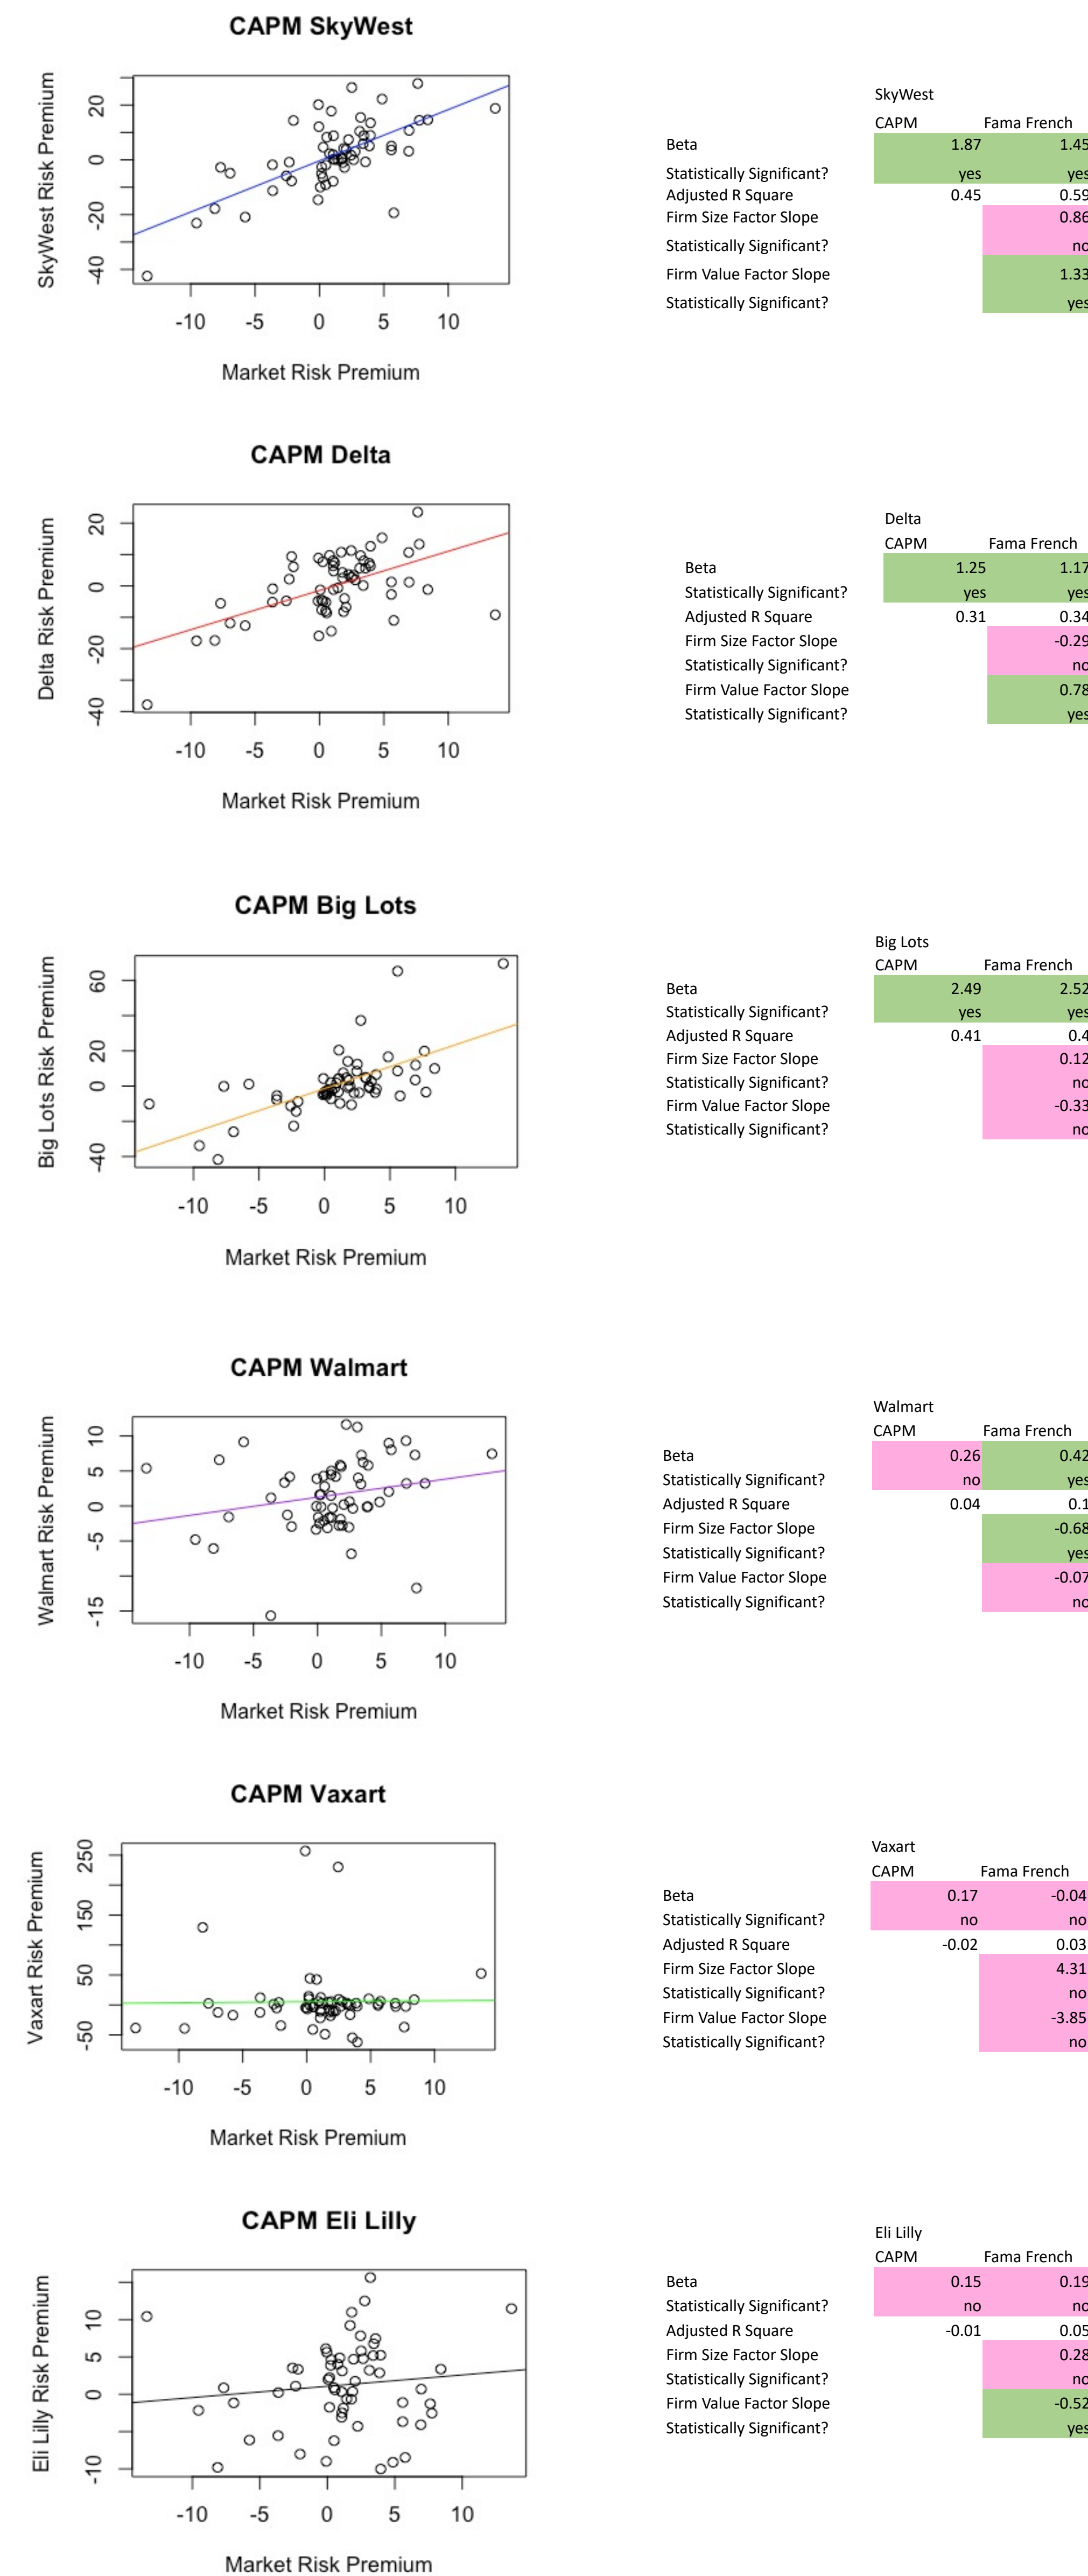 CAPM SkyWest
SkyWest Risk Premium
20
0
-20
-40
-10 -5 0 5 10
Market Risk Premium
SkyWest
CAPM Fama French
Beta 1.87 1.45
Statistically Significant? yes yes
Adjusted R Square 0.45 0.59
Firm Size Factor Slope 0.86
Statistically Significant? no
Firm Value Factor Slope 1.33
Statistically Significant? yes
CAPM Delta
Delta Risk Premium
20
0
-20
-40
-10 -5 0 5 10
Market Risk Premium
Delta
CAPM Fama French
Beta 1.25 1.17
Statistically Significant? yes yes
Adjusted R Square 0.31 0.34
Firm Size Factor Slope -0.29
Statistically Significant? no
Firm Value Factor Slope 0.78
Statistically Significant? yes
CAPM Big Lots
Big Lots Risk Premium
60
20
0
-40
-10 -5 0 5 10
Market Risk Premium
Big Lots
CAPM Fama French
Beta 2.49 2.52
Statistically Significant? yes yes
Adjusted R Square 0.41 0.4
Firm Size Factor Slope 0.12
Statistically Significant? no
Firm Value Factor Slope -0.33
Statistically Significant? no
CAPM Walmart
Walmart Risk Premium
10
5
0
-5
-15
-10 -5 0 5 10
Market Risk Premium
Walmart
CAPM Fama French
Beta 0.26 0.42
Statistically Significant? no yes
Adjusted R Square 0.04 0.1
Firm Size Factor Slope -0.68
Statistically Significant? yes
Firm Value Factor Slope -0.07
Statistically Significant? no
CAPM Vaxart
Vaxart Risk Premium
250
150
50
-50
-10 -5 0 5 10
Market Risk Premium
Vaxart
CAPM Fama French
Beta 0.17 -0.04
Statistically Significant? no no
Adjusted R Square -0.02 0.03
Firm Size Factor Slope 4.31
Statistically Significant? no
Firm Value Factor Slope -3.85
Statistically Significant? no
CAPM Eli Lilly
Eli Lilly Risk Premium
10
5
0
-10
-10 -5 0 5 10
Market Risk Premium
Eli Lilly
CAPM Fama French
Beta 0.15 0.19
Statistically Significant? no no
Adjusted R Square -0.01 0.05
Firm Size Factor Slope 0.28
Statistically Significant? no
Firm Value Factor Slope -0.52
Statistically Significant? yes